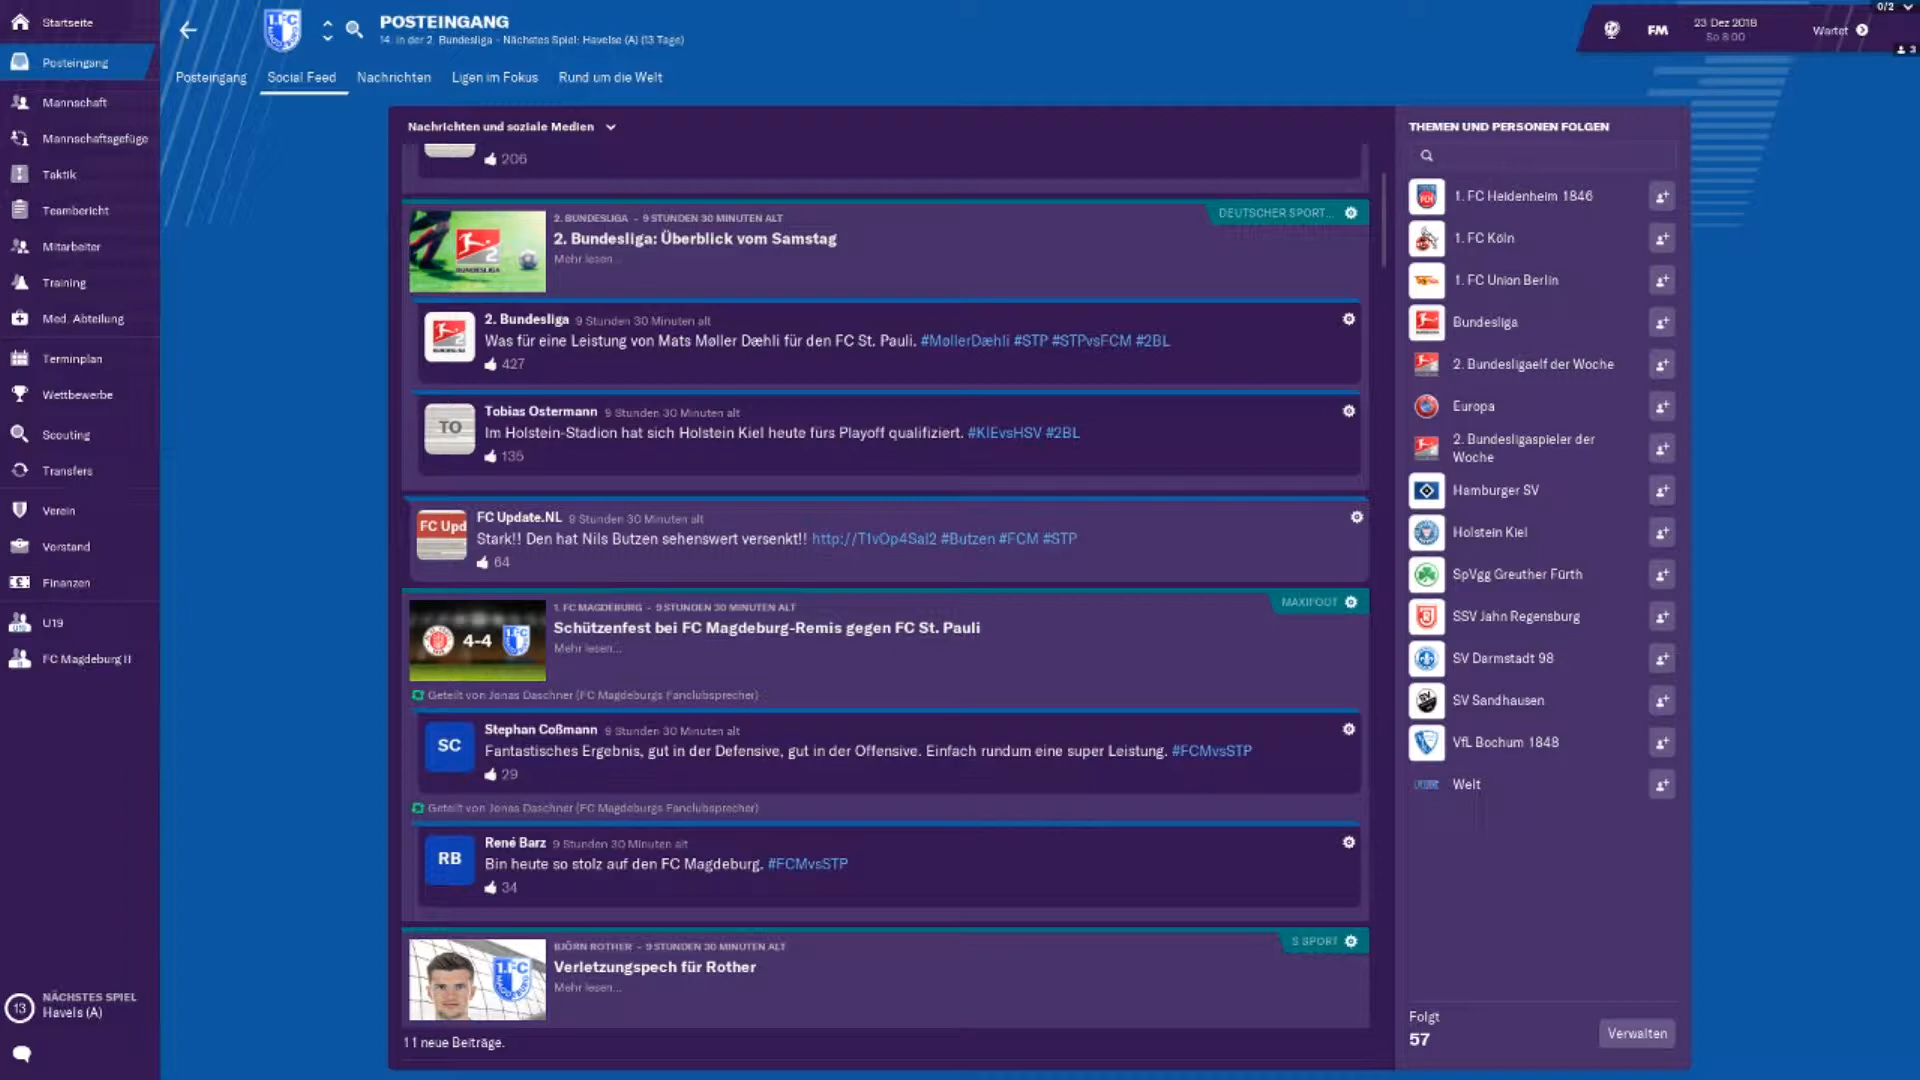 Startseite
Posteingang
Mannschaft
Mannschaftsgefüge
Taktik
Teambericht
Mitarbeiter
Training
Med. Abteilung
Terminplan
Wettbewerbe
Scouting
Transfers
Verein
Vorstand
Finanzen
U19
FC Magdeburg II
13
NÄCHSTES SPIEL
Havels (A)
POSTEINGANG
14. in der 2. Bundesliga - Nächstes Spiel: Havelse (A) (13 Tage)
0/2
FM
23 Dez 2018
So 8:00
Wartet
3
Posteingang
Social Feed
Nachrichten
Ligen im Fokus
Rund um die Welt
Nachrichten und soziale Medien
206
2. BUNDESLIGA - 9 STUNDEN 30 MINUTEN ALT
DEUTSCHER SPORT...
2. Bundesliga: Überblick vom Samstag
Mehr lesen...
2. Bundesliga 9 Stunden 30 Minuten alt
Was für eine Leistung von Mats Møller Dæhli für den FC St. Pauli. #MøllerDæhli #STP #STPvsFCM #2BL
427
TO
Tobias Ostermann 9 Stunden 30 Minuten alt
Im Holstein-Stadion hat sich Holstein Kiel heute fürs Playoff qualifiziert. #KIEvsHSV #2BL
135
FC Upd
FC Update.NL 9 Stunden 30 Minuten alt
Stark!! Den hat Nils Butzen sehenswert versenkt!! http://T1vOp4Sal2 #Butzen #FCM #STP
64
4-4
1. FC MAGDEBURG - 9 STUNDEN 30 MINUTEN ALT
MAXIFOOT
Schützenfest bei FC Magdeburg-Remis gegen FC St. Pauli
Mehr lesen...
Geteilt von Jonas Daschner (FC Magdeburgs Fanclubsprecher)
SC
Stephan Coßmann 9 Stunden 30 Minuten alt
Fantastisches Ergebnis, gut in der Defensive, gut in der Offensive. Einfach rundum eine super Leistung. #FCMvsSTP
29
Geteilt von Jonas Daschner (FC Magdeburgs Fanclubsprecher)
RB
René Barz 9 Stunden 30 Minuten alt
Bin heute so stolz auf den FC Magdeburg. #FCMvsSTP
34
BJÖRN ROTHER - 9 STUNDEN 30 MINUTEN ALT
S SPORT
Verletzungspech für Rother
Mehr lesen...
11 neue Beiträge.
THEMEN UND PERSONEN FOLGEN
1. FC Heidenheim 1846
1. FC Köln
1. FC Union Berlin
Bundesliga
2. Bundesligaelf der Woche
Europa
2. Bundesligaspieler der
Woche
Hamburger SV
Holstein Kiel
SpVgg Greuther Fürth
SSV Jahn Regensburg
SV Darmstadt 98
SV Sandhausen
VfL Bochum 1848
Welt
Folgt
57
Verwalten